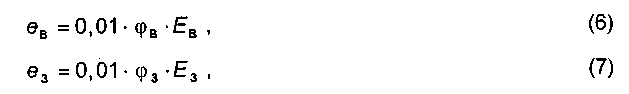 eв = 0,01 · φв · Eв , (6)
eз = 0,01 · φз · Eз , (7)